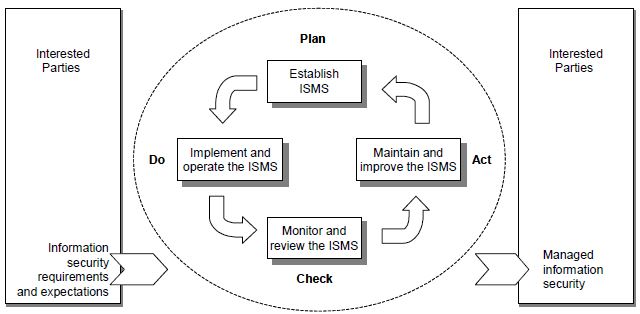 Interested
Parties
Information
security
requirements
and expectations
Plan
Establish
ISMS
Do
Implement and
operate the ISMS
Maintain and
improve the ISMS
Act
Monitor and
review the ISMS
Check
Interested
Parties
Managed
information
security